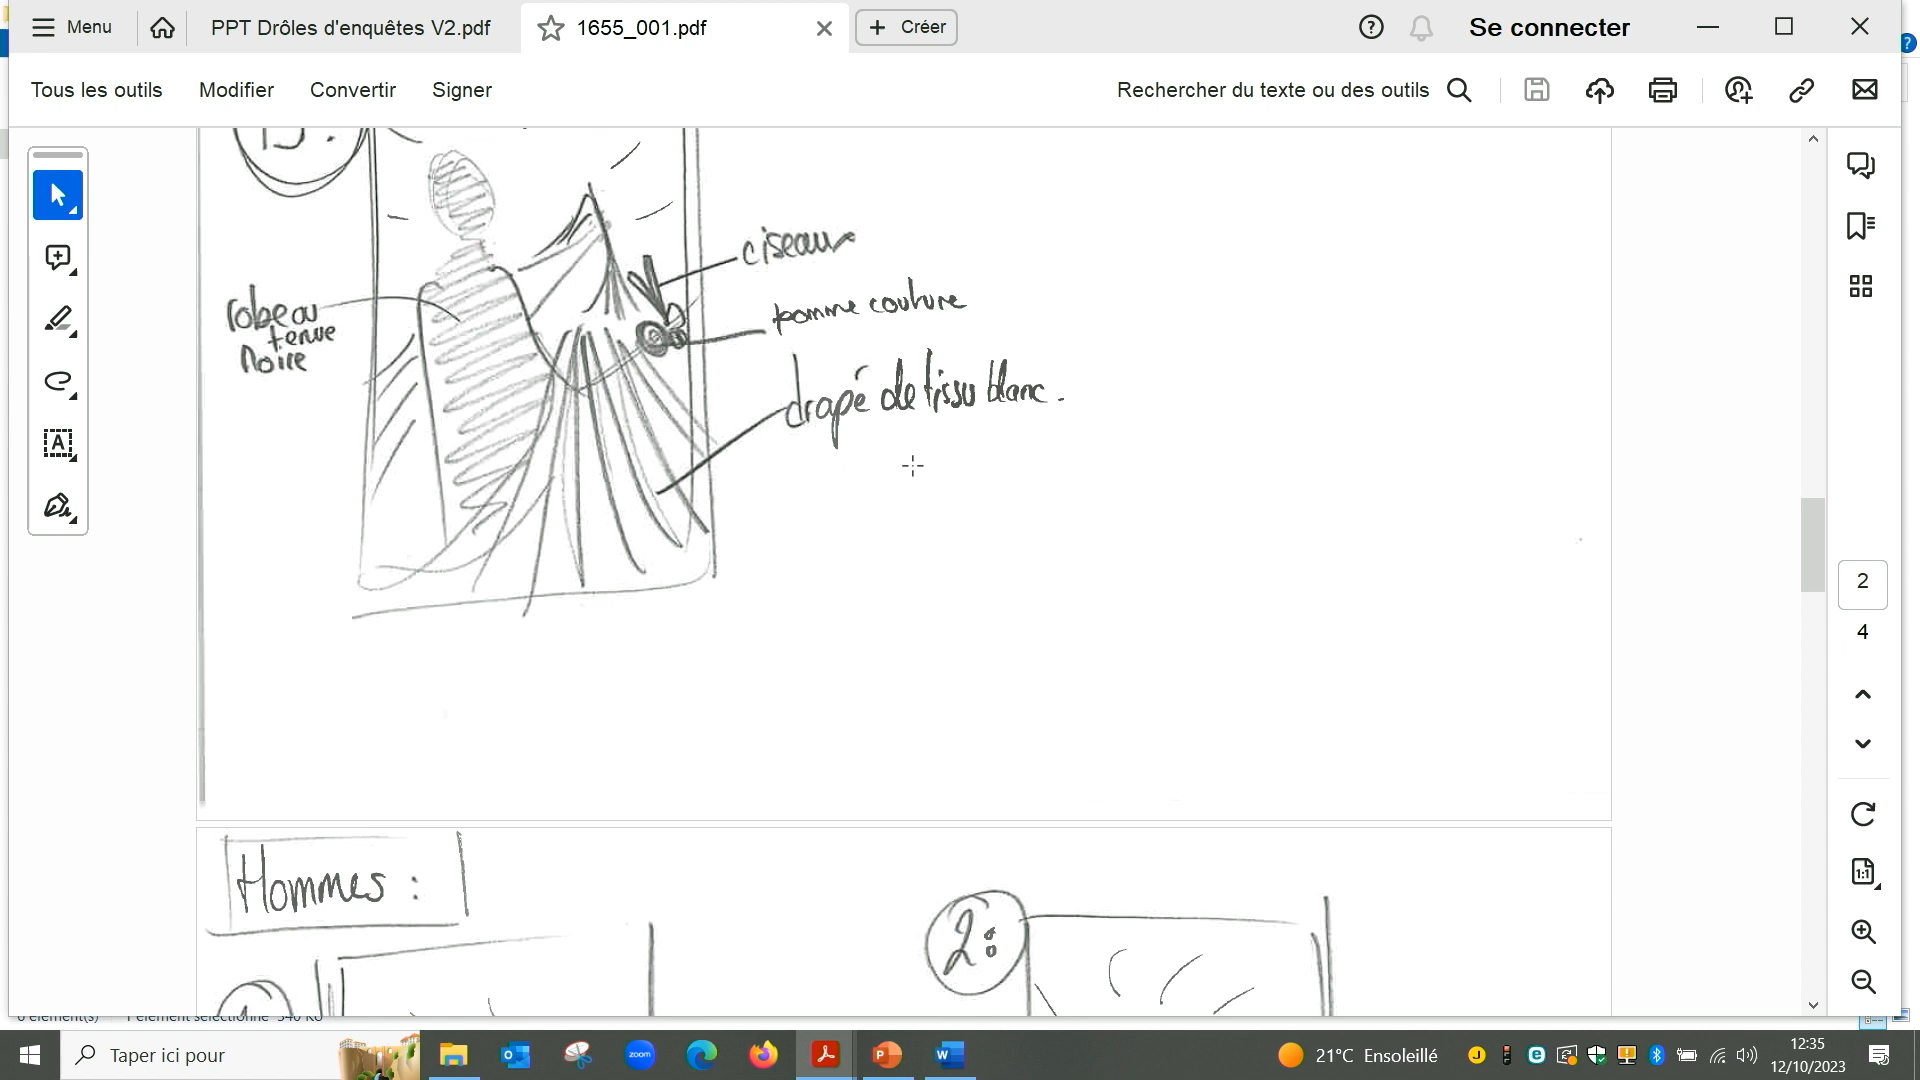 Menu
PPT Drôles d'enquêtes V2.pdf
1655_001.pdf
Créer
Se connecter
Tous les outils
Modifier
Convertir
Signer
Rechercher du texte ou des outils
ciseaux
pomme couture
robe ou
tenue
noire
drapé de tissu blanc.
2
4
Hommes :
2:
Taper ici pour
21°C Ensoleillé
12:35
12/10/2023